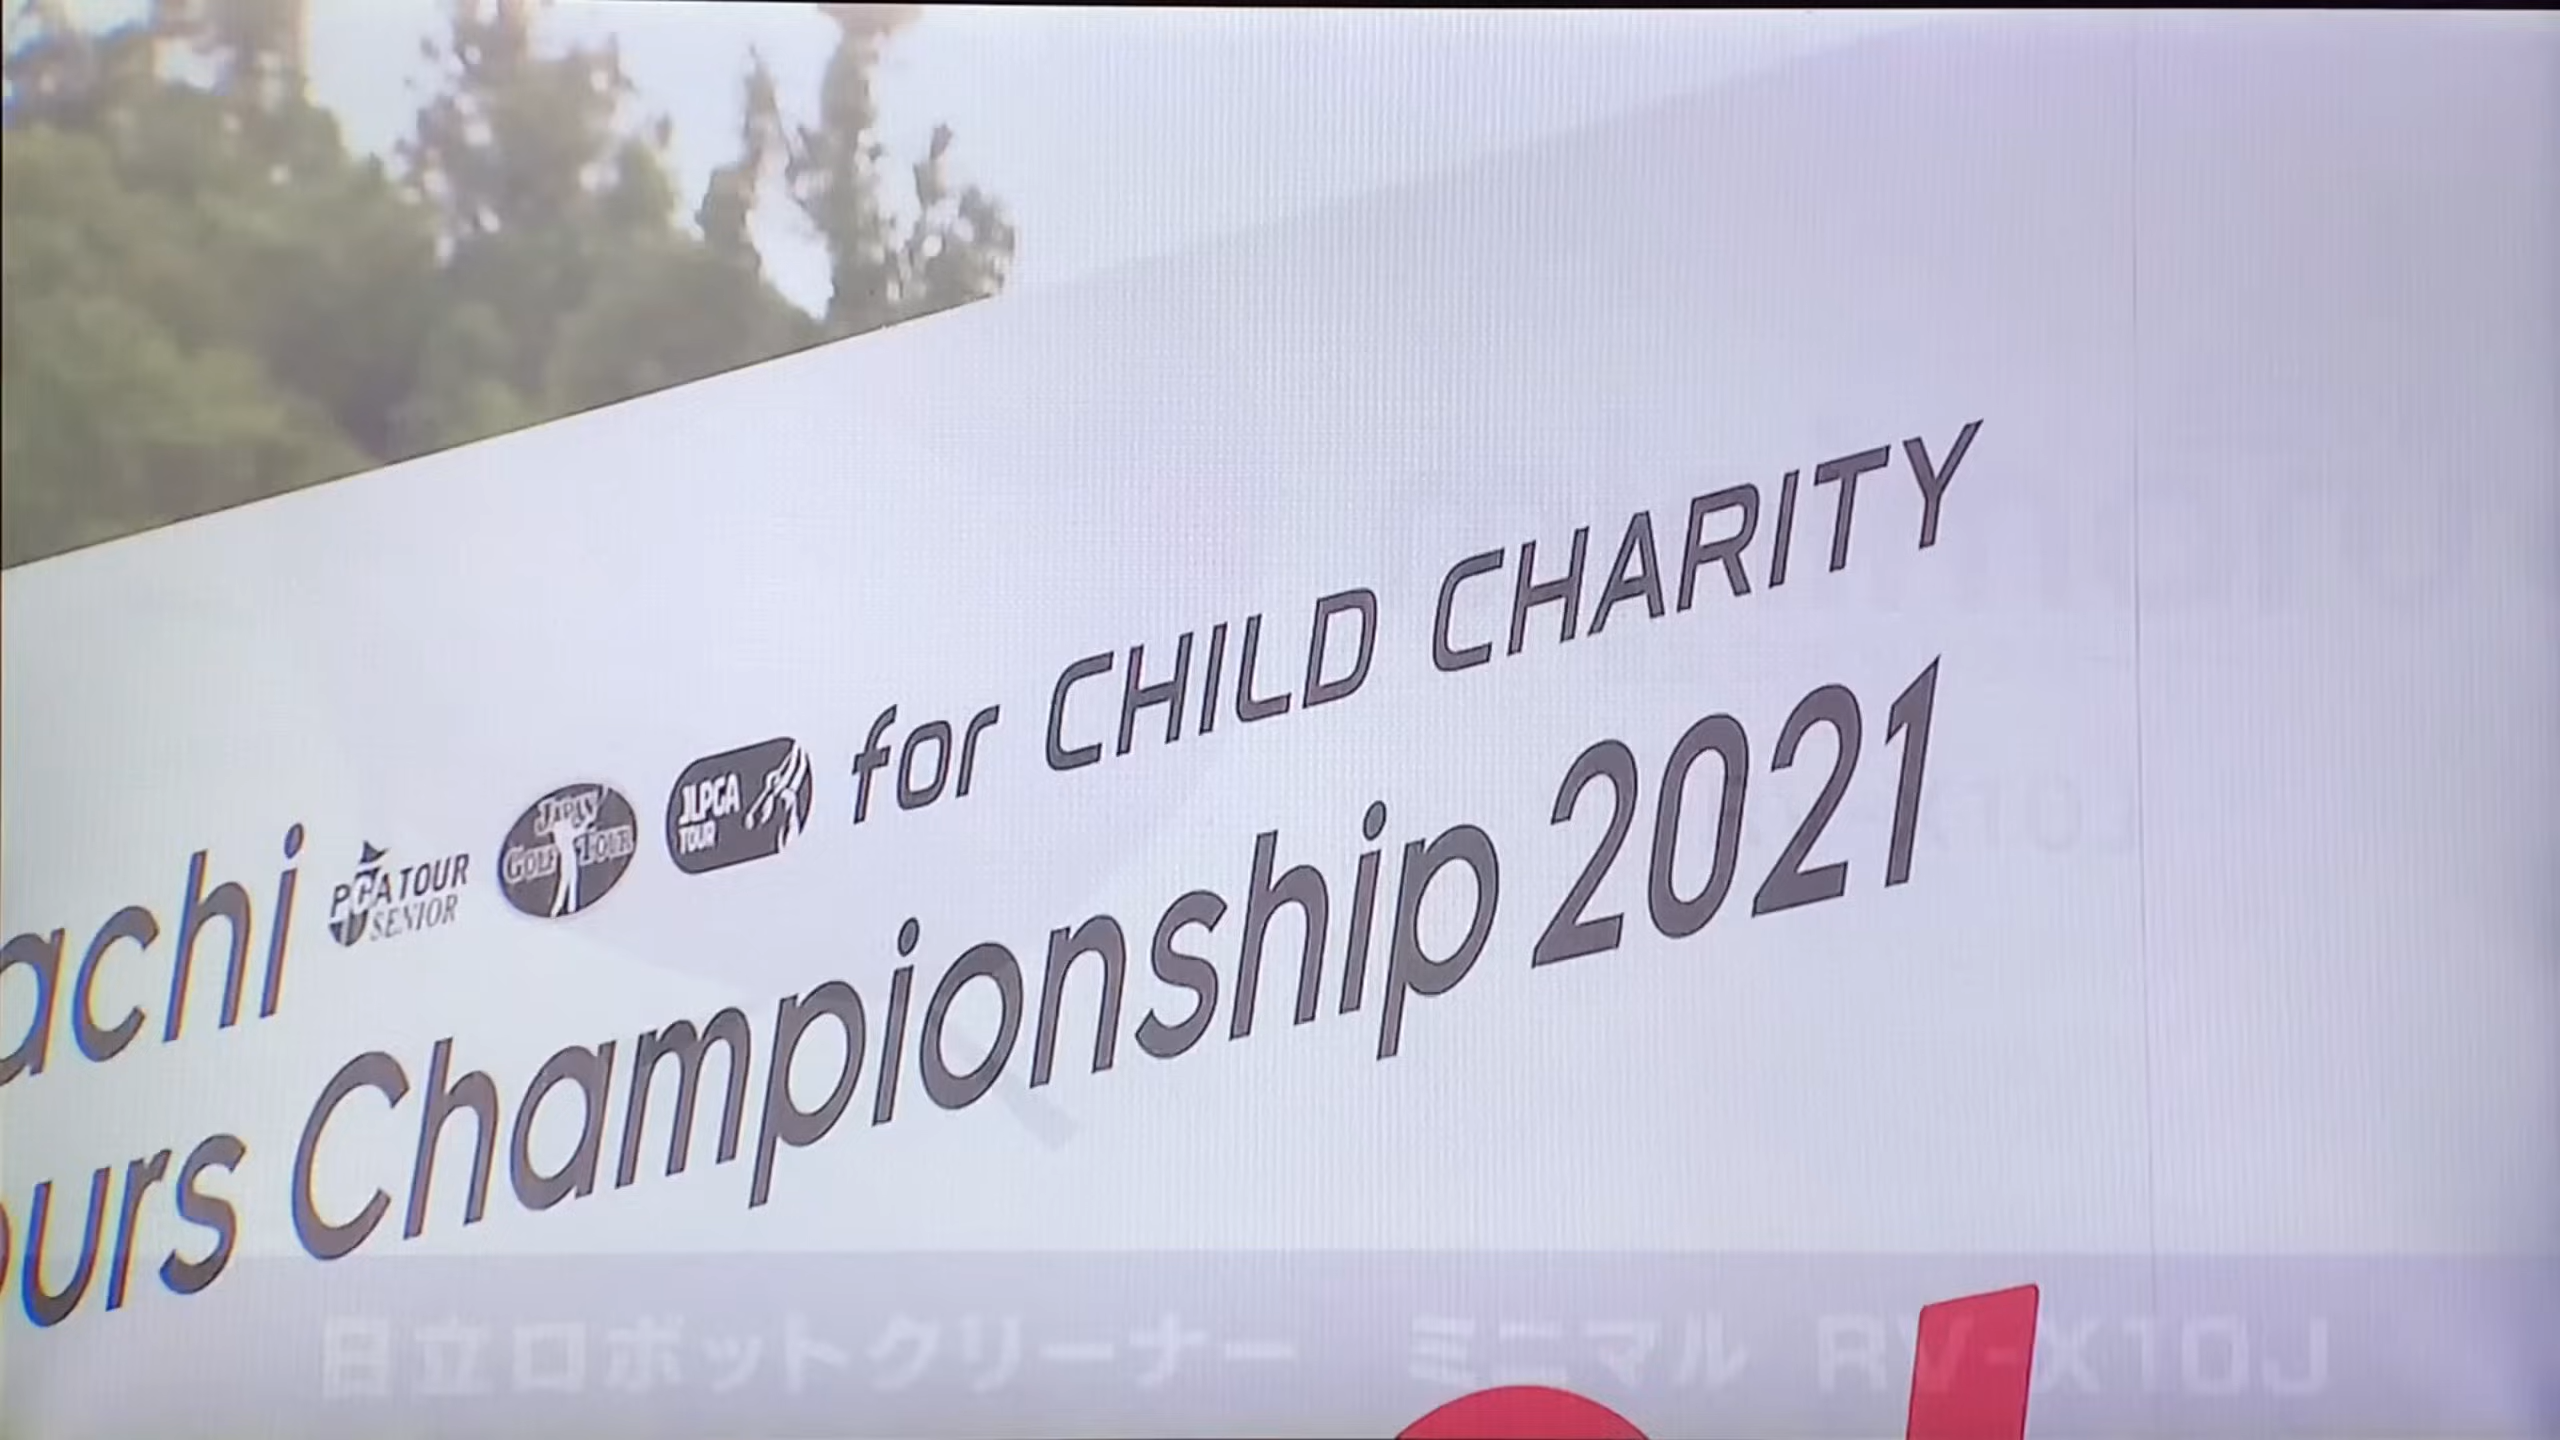 achi PGA TOUR SENIOR JAPAN GOLF TOUR JLPGA TOUR for CHILD CHARITY
ours Championship 2021
日立ロボットクリーナー ミニマル RV-X10J